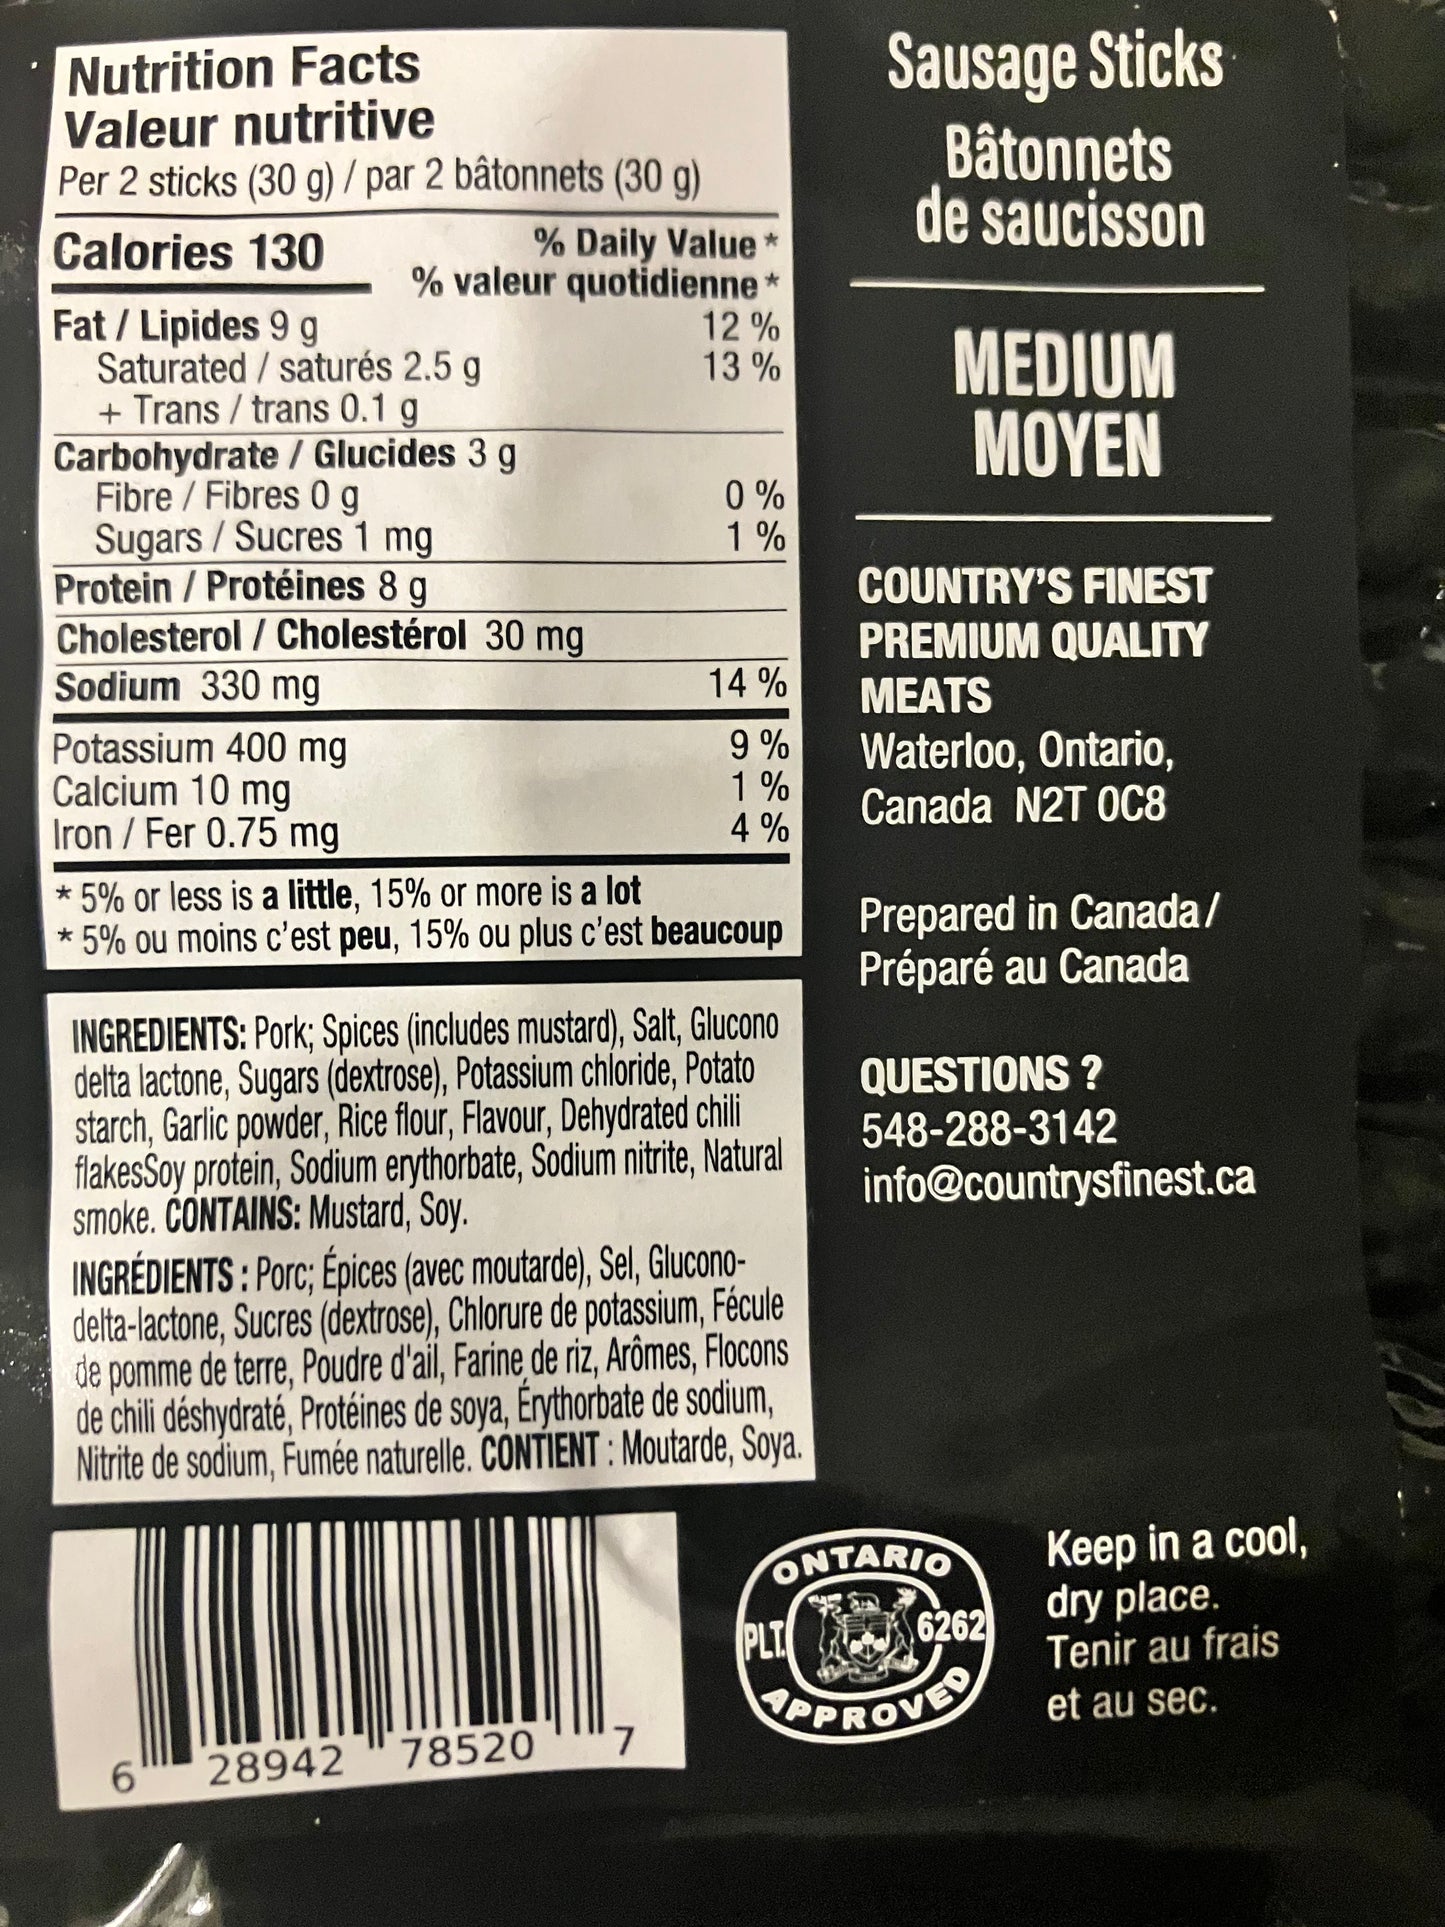 Nutrition Facts
Valeur nutritive
Per 2 sticks (30 g) / par 2 bâtonnets (30 g)
Calories 130
% Daily Value *
% valeur quotidienne *
Fat / Lipides 9 g 12 %
Saturated / saturés 2.5 g 13 %
+ Trans / trans 0.1 g
Carbohydrate / Glucides 3 g
Fibre / Fibres 0 g 0 %
Sugars / Sucres 1 mg 1 %
Protein / Protéines 8 g
Cholesterol / Cholestérol 30 mg
Sodium 330 mg 14 %
Potassium 400 mg 9 %
Calcium 10 mg 1 %
Iron / Fer 0.75 mg 4 %
* 5% or less is a little, 15% or more is a lot
* 5% ou moins c'est peu, 15% ou plus c'est beaucoup
INGREDIENTS: Pork; Spices (includes mustard), Salt, Glucono
delta lactone, Sugars (dextrose), Potassium chloride, Potato
starch, Garlic powder, Rice flour, Flavour, Dehydrated chili
flakesSoy protein, Sodium erythorbate, Sodium nitrite, Natural
smoke. CONTAINS: Mustard, Soy.
INGRÉDIENTS : Porc; Épices (avec moutarde), Sel, Glucono-
delta-lactone, Sucres (dextrose), Chlorure de potassium, Fécule
de pomme de terre, Poudre d'ail, Farine de riz, Arômes, Flocons
de chili déshydraté, Protéines de soya, Érythorbate de sodium,
Nitrite de sodium, Fumée naturelle. CONTIENT : Moutarde, Soya.
6 28942 78520 7
Sausage Sticks
Bâtonnets
de saucisson
MEDIUM
MOYEN
COUNTRY'S FINEST
PREMIUM QUALITY
MEATS
Waterloo, Ontario,
Canada N2T 0C8
Prepared in Canada/
Préparé au Canada
QUESTIONS ?
548-288-3142
info@countrysfinest.ca
ONTARIO
PLT. 6262
APPROVED
Keep in a cool,
dry place.
Tenir au frais
et au sec.